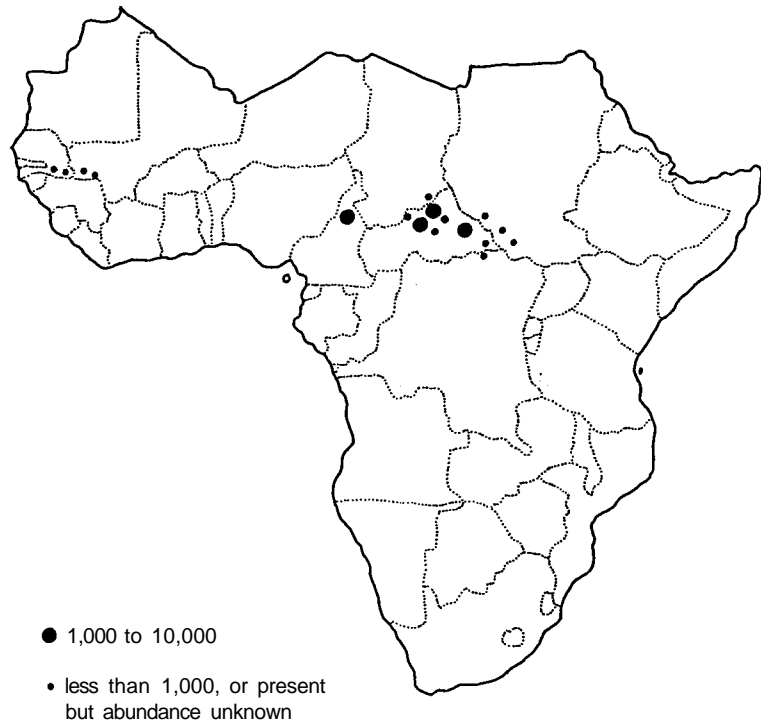 1,000 to 10,000
less than 1,000, or present
but abundance unknown